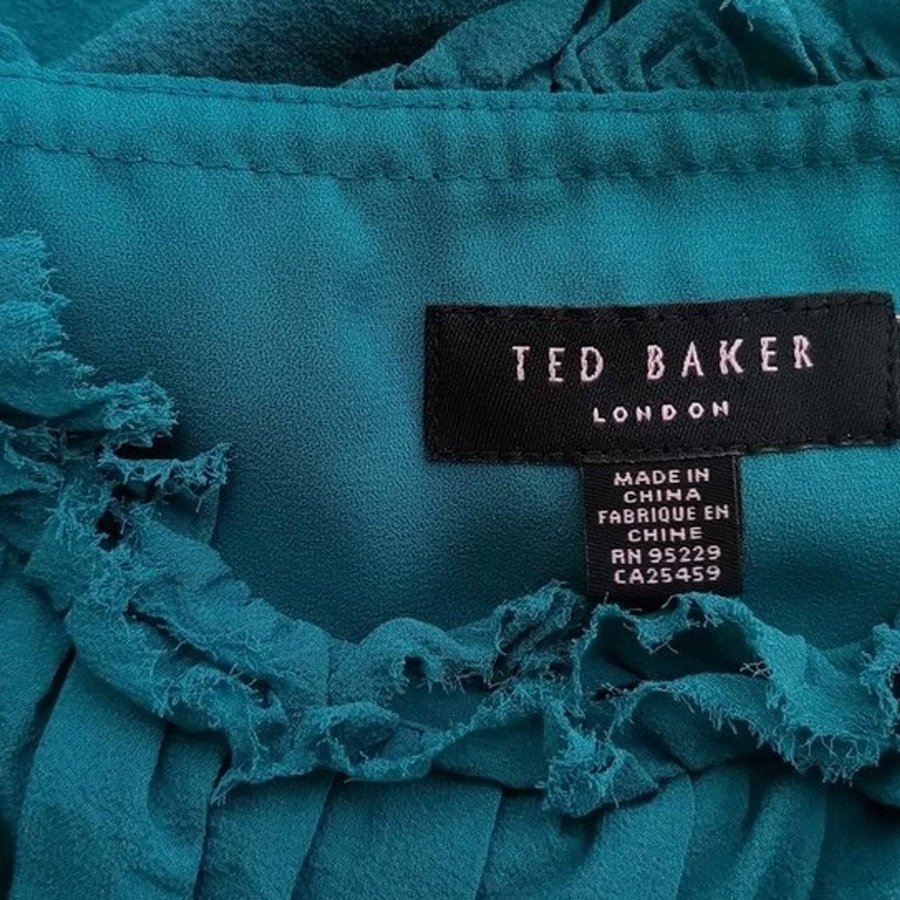 TED BAKER
LONDON
MADE IN
CHINA
FABRIQUE EN
CHINE
RN 95229
CA25459